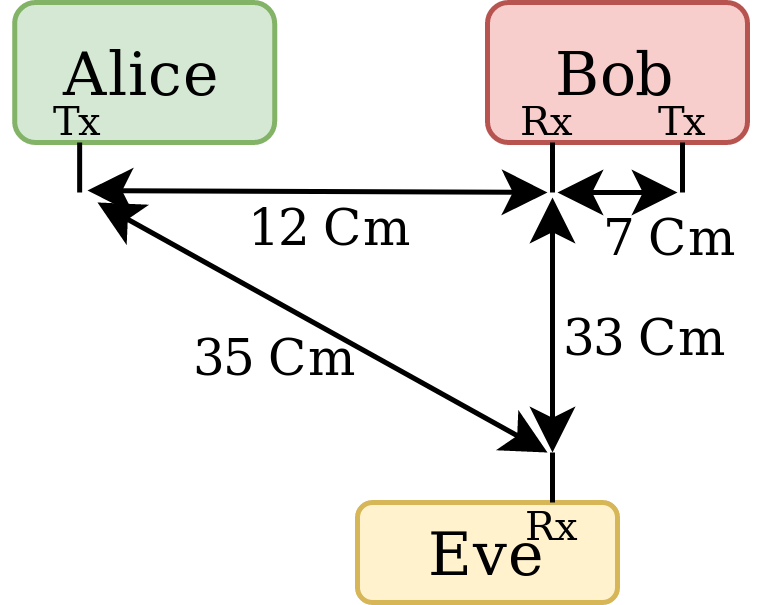 Alice
Bob
Tx
Rx
Tx
12 Cm
7 Cm
33 Cm
35 Cm
Rx
Eve